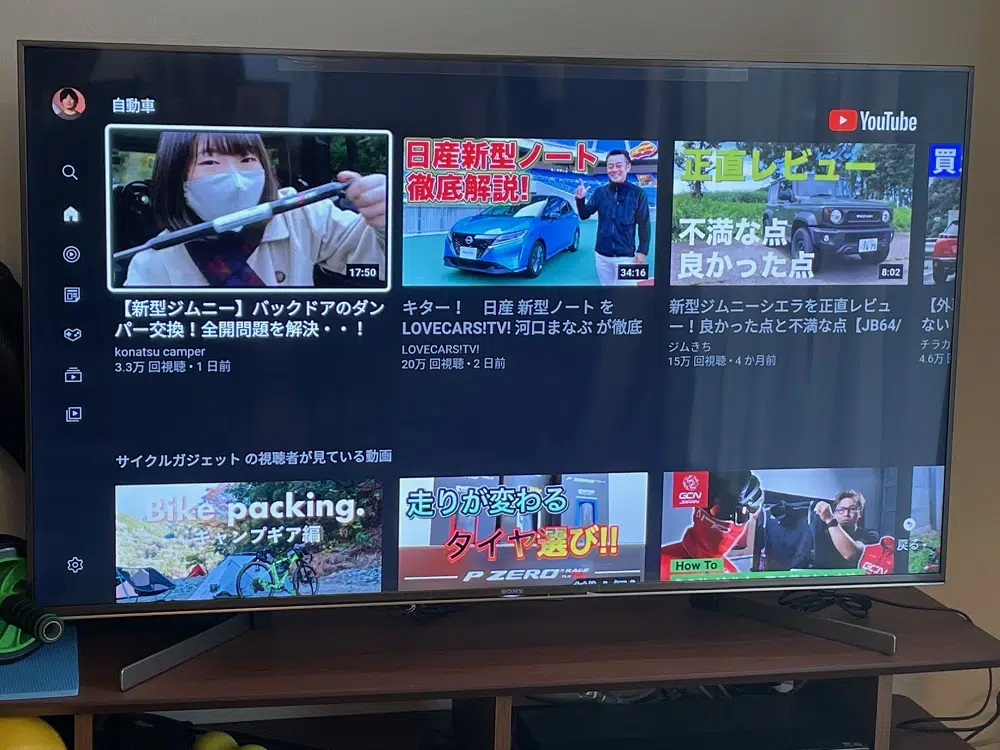 自動車
YouTube
17:50
【新型ジムニー】バックドアのダン
パー交換！全開問題を解決・・！
konatsu camper
3.3万 回視聴・1 日前
日産新型ノート
徹底解説!
34:16
キター！ 日産 新型ノート を
LOVECARS!TV! 河口まなぶ が徹底
LOVECARS!TV!
20万 回視聴・2 日前
正直レビュー
不満な点
良かった点
8:02
新型ジムニーシエラを正直レビュ
ー！良かった点と不満な点【JB64/
ジムきち
15万 回視聴・4 か月前
買
【外
ない
チラカ
4.6万 回
サイクルガジェット の視聴者が見ている動画
Bike packing.
キャンプギア編
走りが変わる
タイヤ選び!!
P ZERO RACE
GCN
How To
GCN
戻る
SONY